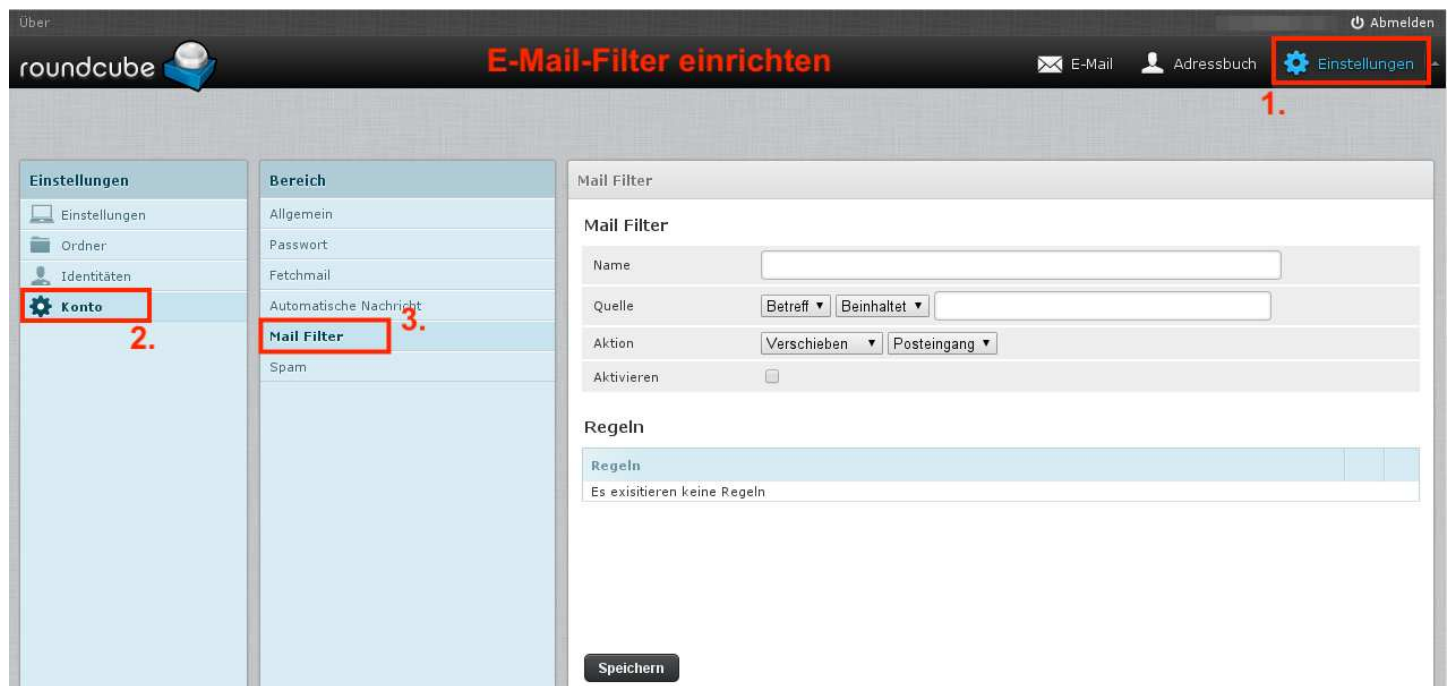 Über
Abmelden
roundcube
E-Mail-Filter einrichten
E-Mail
Adressbuch
Einstellungen
1.
Einstellungen
Einstellungen
Ordner
Identitäten
Konto
2.
Bereich
Allgemein
Passwort
Fetchmail
Automatische Nachricht
3.
Mail Filter
Spam
Mail Filter
Mail Filter
Name
Quelle Betreff Beinhaltet
Aktion Verschieben Posteingang
Aktivieren
Regeln
Regeln
Es exisitieren keine Regeln
Speichern